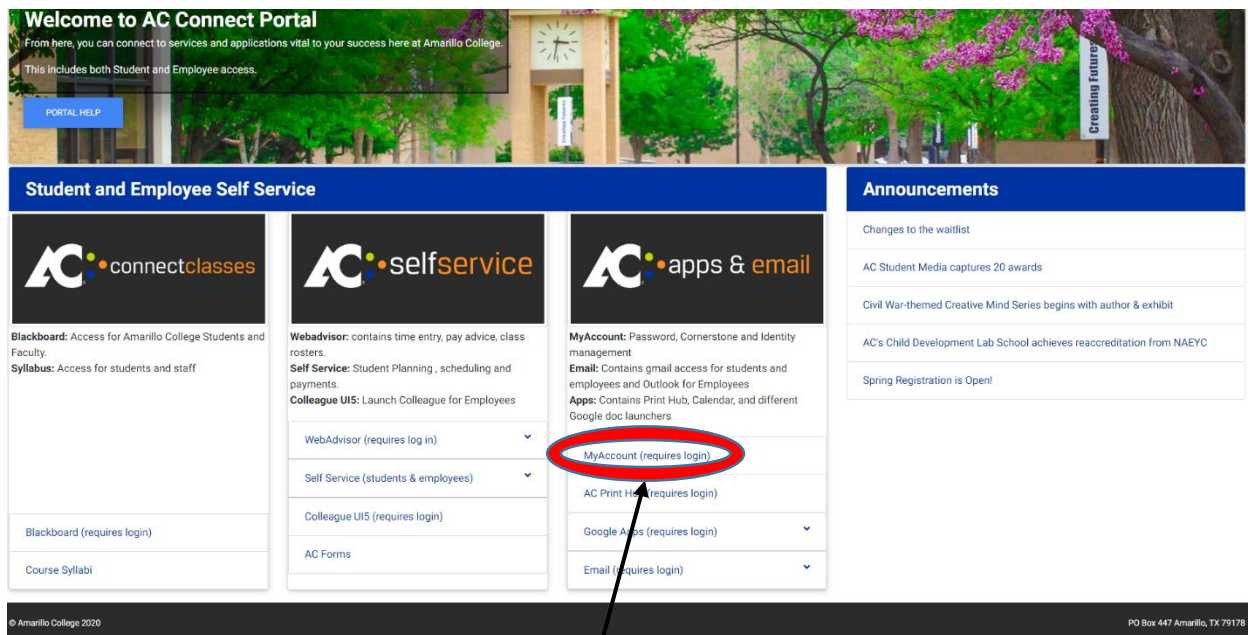 Welcome to AC Connect Portal
From here, you can connect to services and applications vital to your success here at Amarillo College.
This includes both Student and Employee access.
PORTAL HELP
Creating Futures
Creating Futures
Student and Employee Self Service
AC connectclasses
Blackboard: Access for Amarillo College Students and
Faculty.
Syllabus: Access for students and staff
Blackboard (requires login)
Course Syllabi
AC selfservice
Webadvisor: contains time entry, pay advice, class
rosters.
Self Service: Student Planning , scheduling and
payments.
Colleague UI5: Launch Colleague for Employees
WebAdvisor (requires log in)
Self Service (students & employees)
Colleague UI5 (requires login)
AC Forms
AC apps & email
MyAccount: Password, Cornerstone and Identity
management
Email: Contains gmail access for students and
employees and Outlook for Employees
Apps: Contains Print Hub, Calendar, and different
Google doc launchers
MyAccount (requires login)
AC Print Hub (requires login)
Google Apps (requires login)
Email (requires login)
Announcements
Changes to the waitlist
AC Student Media captures 20 awards
Civil War-themed Creative Mind Series begins with author & exhibit
AC's Child Development Lab School achieves reaccreditation from NAEYC
Spring Registration is Open!
© Amarillo College 2020
PO Box 447 Amarillo, TX 79178